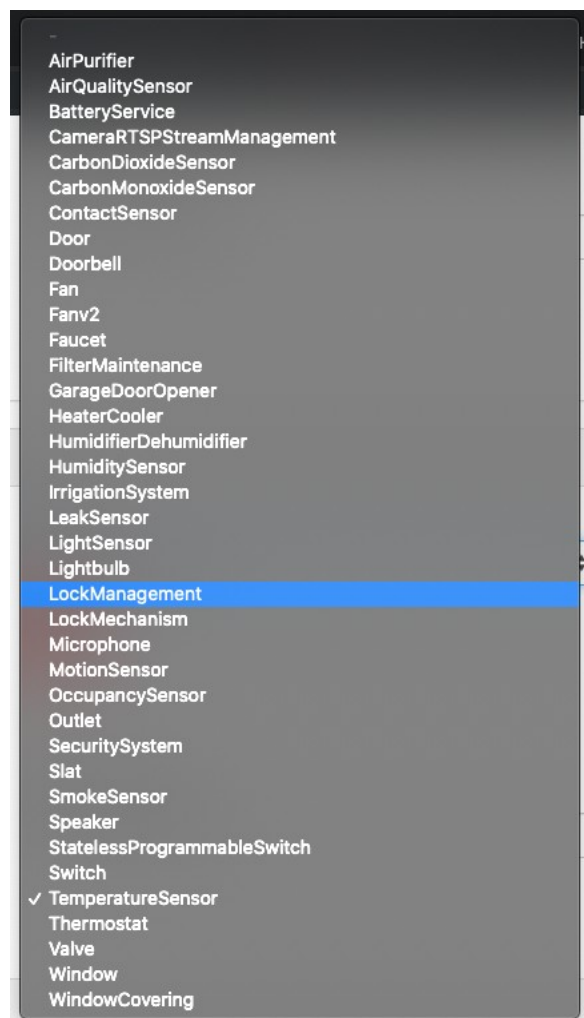 -
AirPurifier
AirQualitySensor
BatteryService
CameraRTSPStreamManagement
CarbonDioxideSensor
CarbonMonoxideSensor
ContactSensor
Door
Doorbell
Fan
Fanv2
Faucet
FilterMaintenance
GarageDoorOpener
HeaterCooler
HumidifierDehumidifier
HumiditySensor
IrrigationSystem
LeakSensor
LightSensor
Lightbulb
LockManagement
LockMechanism
Microphone
MotionSensor
OccupancySensor
Outlet
SecuritySystem
Slat
SmokeSensor
Speaker
StatelessProgrammableSwitch
Switch
✓ TemperatureSensor
Thermostat
Valve
Window
WindowCovering